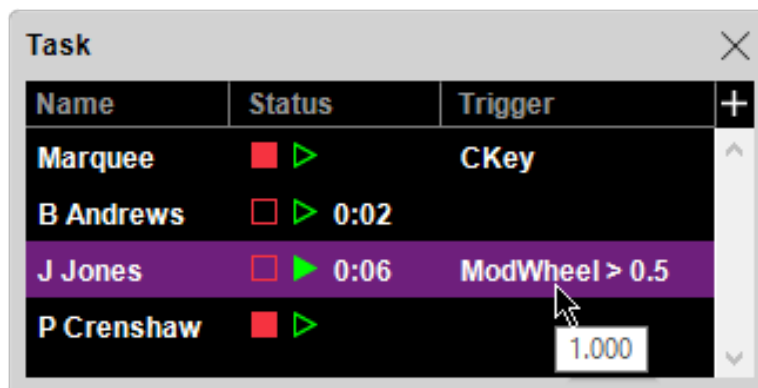 Task
Name Status Trigger
Marquee CKey
B Andrews 0:02
J Jones 0:06 ModWheel > 0.5
P Crenshaw
1.000